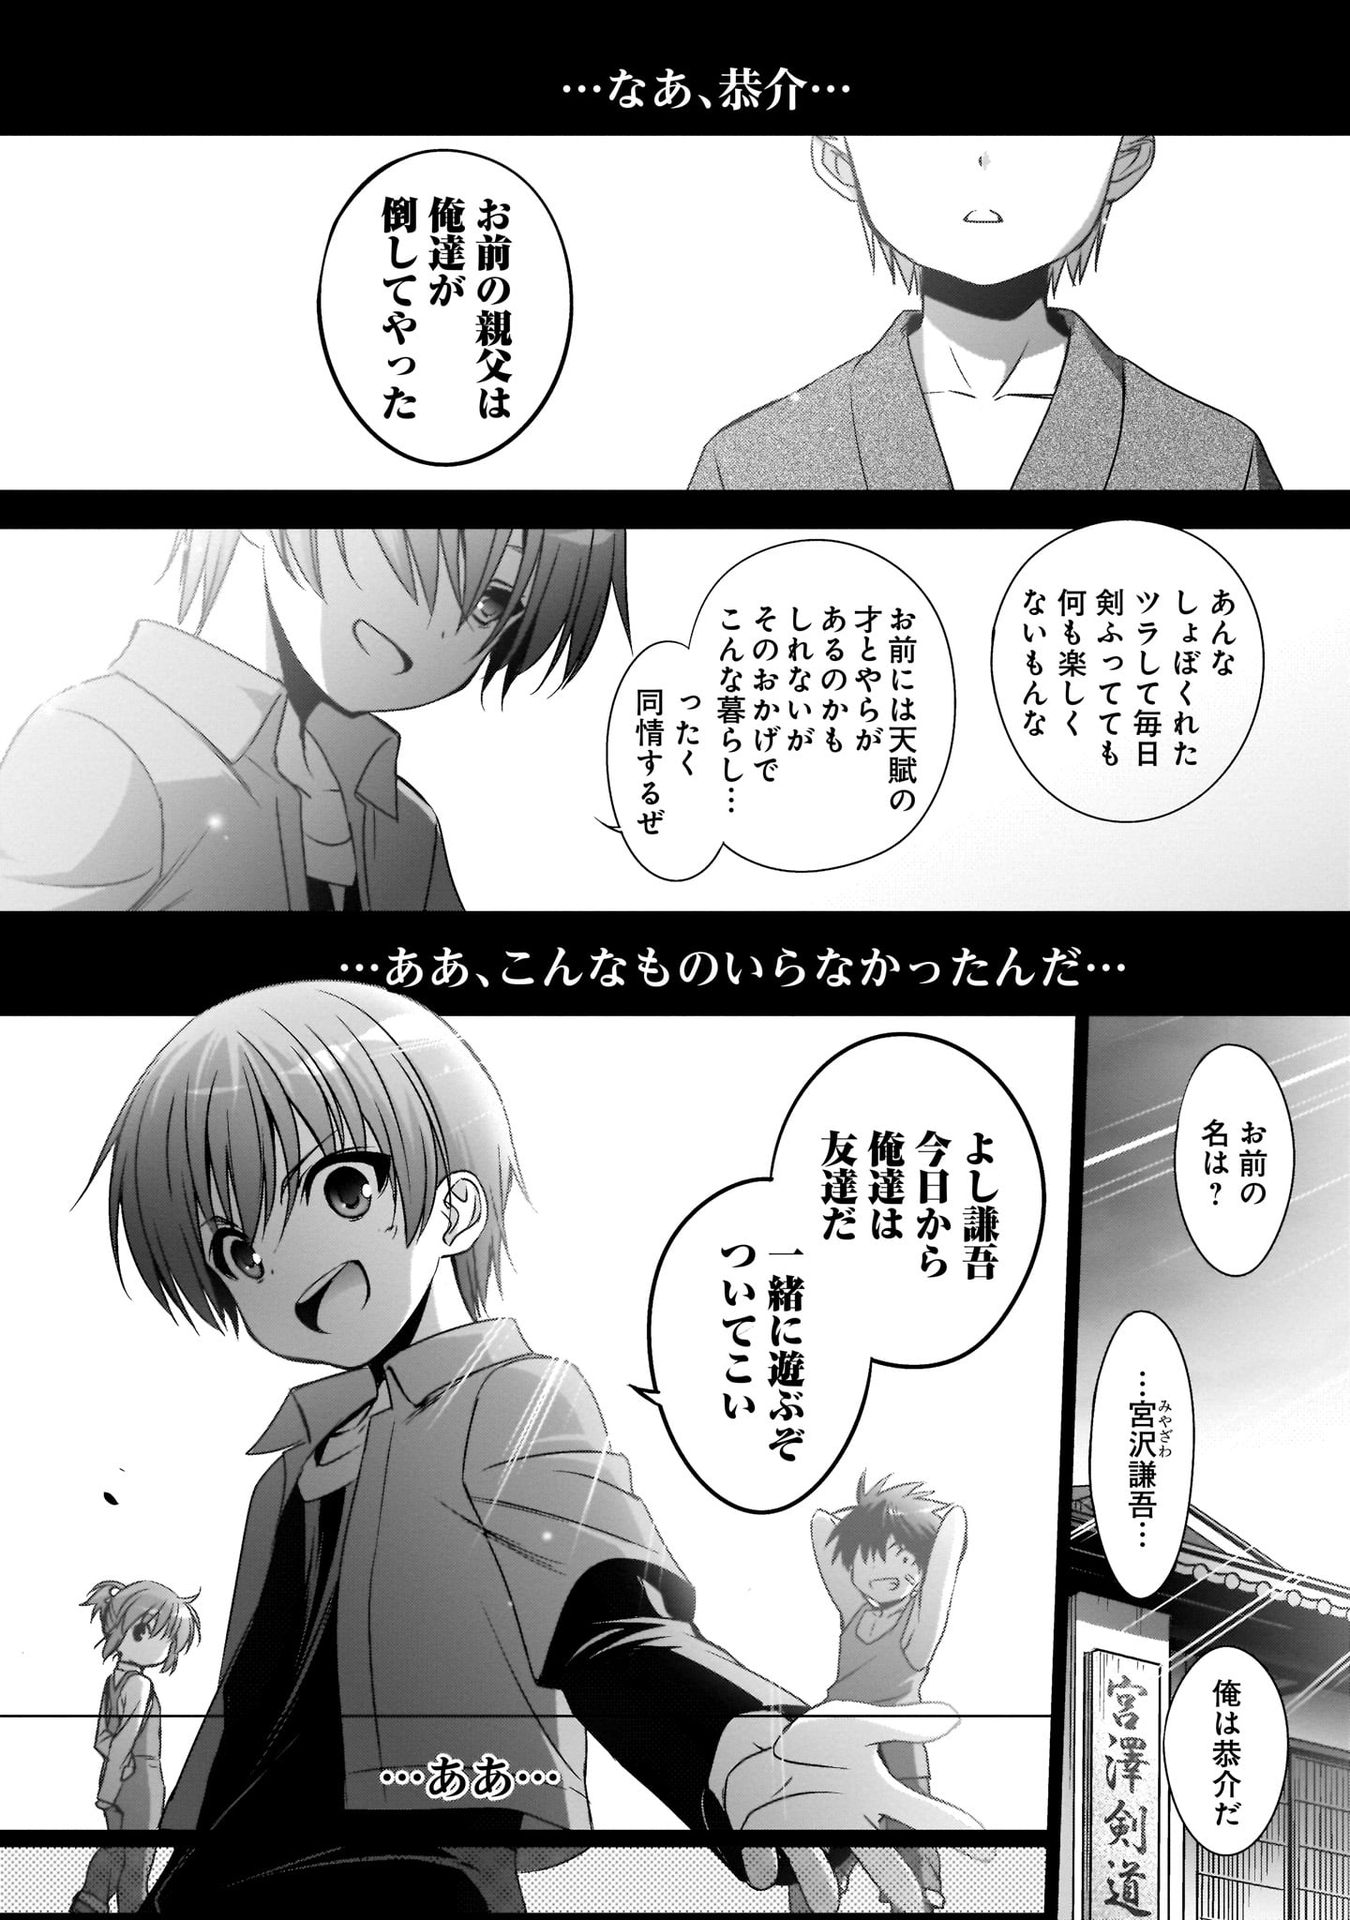 …なあ、恭介…
お前の親父は
俺達が
倒してやった
あんな
しょぼくれた
ツラして毎日
剣ふってても
何も楽しく
ないもんな
お前には天賦の
才とやらが
あるのかも
しれないが
そのおかげで
こんな暮らし…
ったく
同情するぜ
…ああ、こんなものいらなかったんだ…
お前の
名は?
…宮沢謙吾…
みやざわ
俺は恭介だ
宮澤剣道
よし謙吾
今日から
俺達は
友達だ
一緒に遊ぶぞ
ついてこい
…ああ…